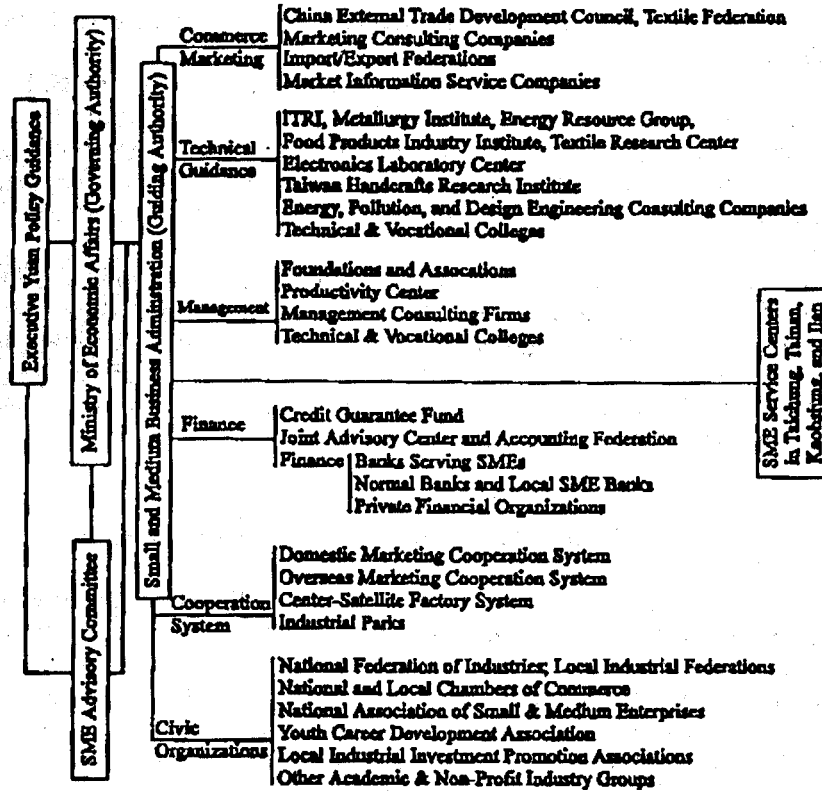 Executive Yuan Policy Guidance
Ministry of Economic Affairs (Governing Authority)
SME Advisory Committee
Small and Medium Business Adminstration (Guiding Authority)
Commerce
Marketing
China External Trade Development Council, Textile Federation
Marketing Consulting Companies
Import/Export Federations
Market Information Service Companies
Technical
Guidance
ITRI, Metallurgy Institute, Energy Resource Group,
Food Products Industry Institute, Textile Research Center
Electronics Laboratory Center
Taiwan Handcrafts Research Institute
Energy, Pollution, and Design Engineering Consulting Companies
Technical & Vocational Colleges
Management
Foundations and Assocations
Productivity Center
Management Consulting Firms
Technical & Vocational Colleges
SME Service Centers
in Taichung, Tainan,
Kaohsiung, and Ilan
Finance
Credit Guarantee Fund
Joint Advisory Center and Accounting Federation
Finance
Banks Serving SMEs
Normal Banks and Local SME Banks
Private Financial Organizations
Cooperation
System
Domestic Marketing Cooperation System
Overseas Marketing Cooperation System
Center-Satellite Factory System
Industrial Parks
Civic
Organizations
National Federation of Industries, Local Industrial Federations
National and Local Chambers of Commerce
National Association of Small & Medium Enterprises
Youth Career Development Association
Local Industrial Investment Promotion Associations
Other Academic & Non-Profit Industry Groups